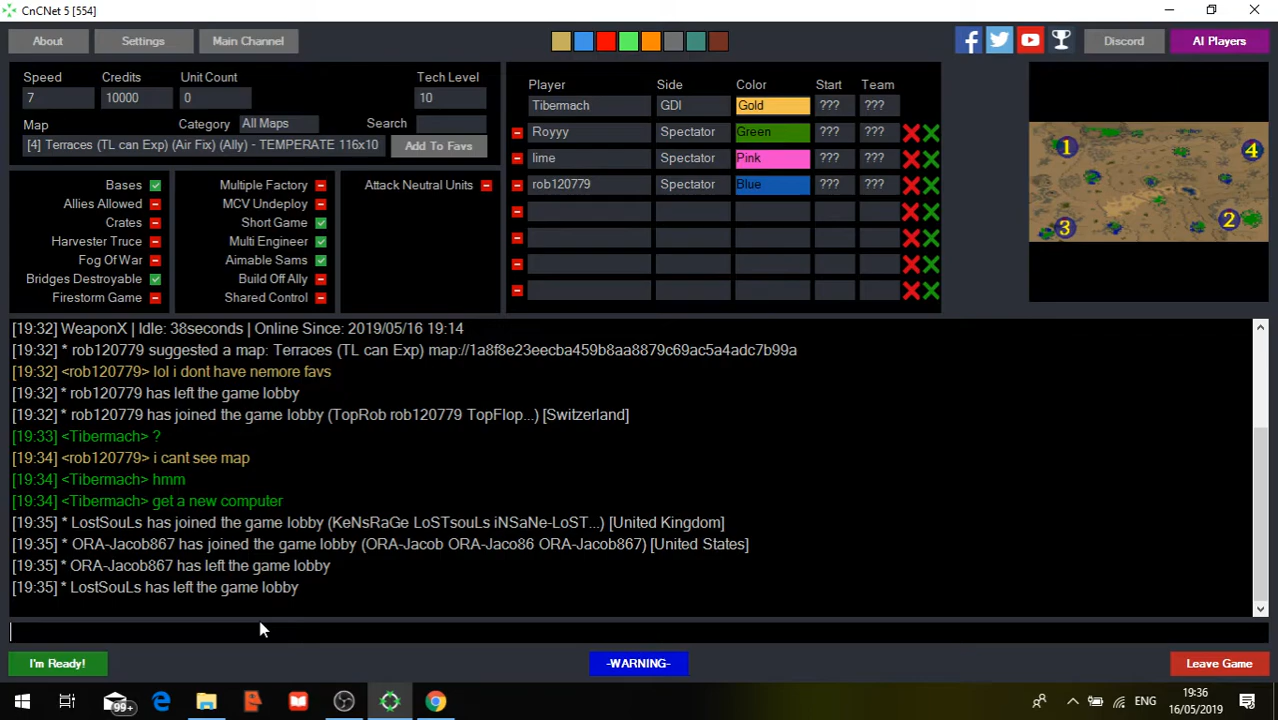 CnCNet 5 [554]
About
Settings
Main Channel
Discord
AI Players
Speed
Credits
Unit Count
Tech Level
7
10000
0
10
Map
Category
All Maps
Search
[4] Terraces (TL can Exp) (Air Fix) (Ally) - TEMPERATE 116x10
Add To Favs
Bases
Allies Allowed
Crates
Harvester Truce
Fog Of War
Bridges Destroyable
Firestorm Game
Multiple Factory
MCV Undeploy
Short Game
Multi Engineer
Aimable Sams
Build Off Ally
Shared Control
Attack Neutral Units
Player Side Color Start Team
Tibermach GDI Gold ??? ???
Royyy Spectator Green ??? ???
lime Spectator Pink ??? ???
rob120779 Spectator Blue ??? ???
1
4
3
2
[19:32] WeaponX | Idle: 38seconds | Online Since: 2019/05/16 19:14
[19:32] * rob120779 suggested a map: Terraces (TL can Exp) map://1a8f8e23eecba459b8aa8879c69ac5a4adc7b99a
[19:32] <rob120779> lol i dont have nemore favs
[19:32] * rob120779 has left the game lobby
[19:32] * rob120779 has joined the game lobby (TopRob rob120779 TopFlop...) [Switzerland]
[19:33] <Tibermach> ?
[19:34] <rob120779> i cant see map
[19:34] <Tibermach> hmm
[19:34] <Tibermach> get a new computer
[19:35] * LostSouLs has joined the game lobby (KeNsRaGe LoSTsouLs iNSaNe-LoST...) [United Kingdom]
[19:35] * ORA-Jacob867 has joined the game lobby (ORA-Jacob ORA-Jaco86 ORA-Jacob867) [United States]
[19:35] * ORA-Jacob867 has left the game lobby
[19:35] * LostSouLs has left the game lobby
I'm Ready!
-WARNING-
Leave Game
99+
ENG
19:36
16/05/2019